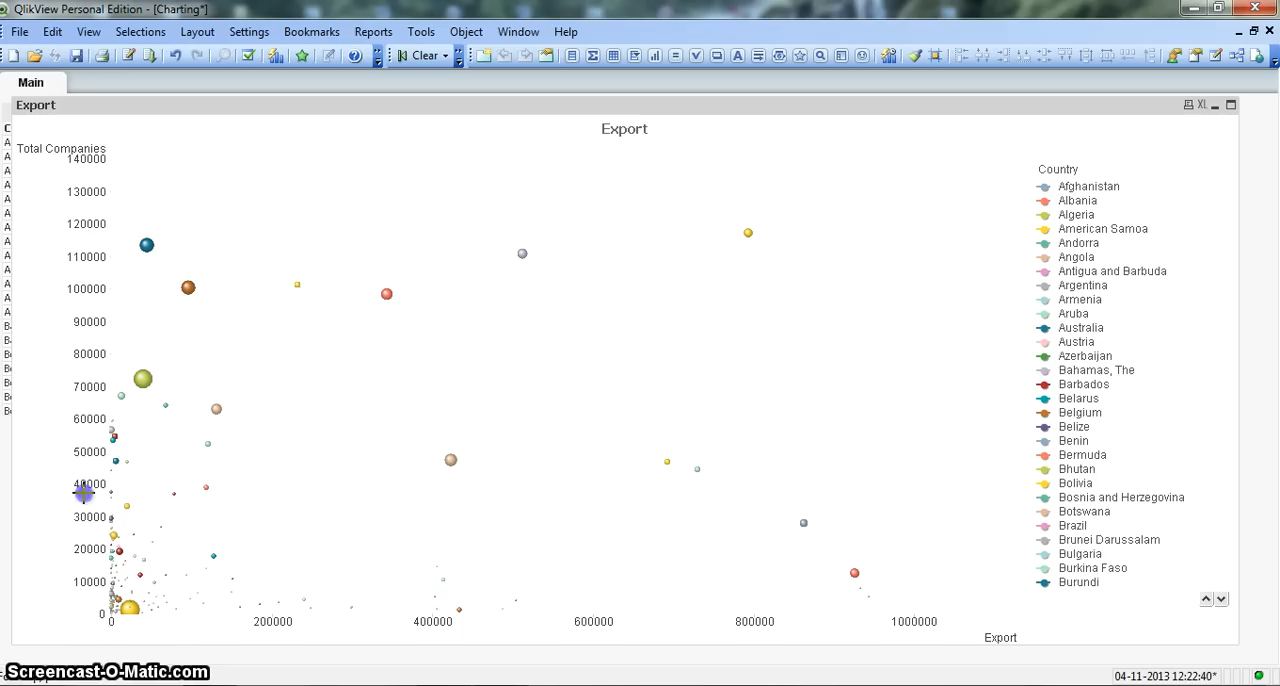 QlikView Personal Edition - [Charting*]
File Edit View Selections Layout Settings Bookmarks Reports Tools Object Window Help
Clear
Main
Export
XL
Export
Total Companies
140000
130000
120000
110000
100000
90000
80000
70000
60000
50000
40000
30000
20000
10000
0
0 200000 400000 600000 800000 1000000
Export
Country
Afghanistan
Albania
Algeria
American Samoa
Andorra
Angola
Antigua and Barbuda
Argentina
Armenia
Aruba
Australia
Austria
Azerbaijan
Bahamas, The
Barbados
Belarus
Belgium
Belize
Benin
Bermuda
Bhutan
Bolivia
Bosnia and Herzegovina
Botswana
Brazil
Brunei Darussalam
Bulgaria
Burkina Faso
Burundi
Screencast-O-Matic.com
04-11-2013 12:22:40*